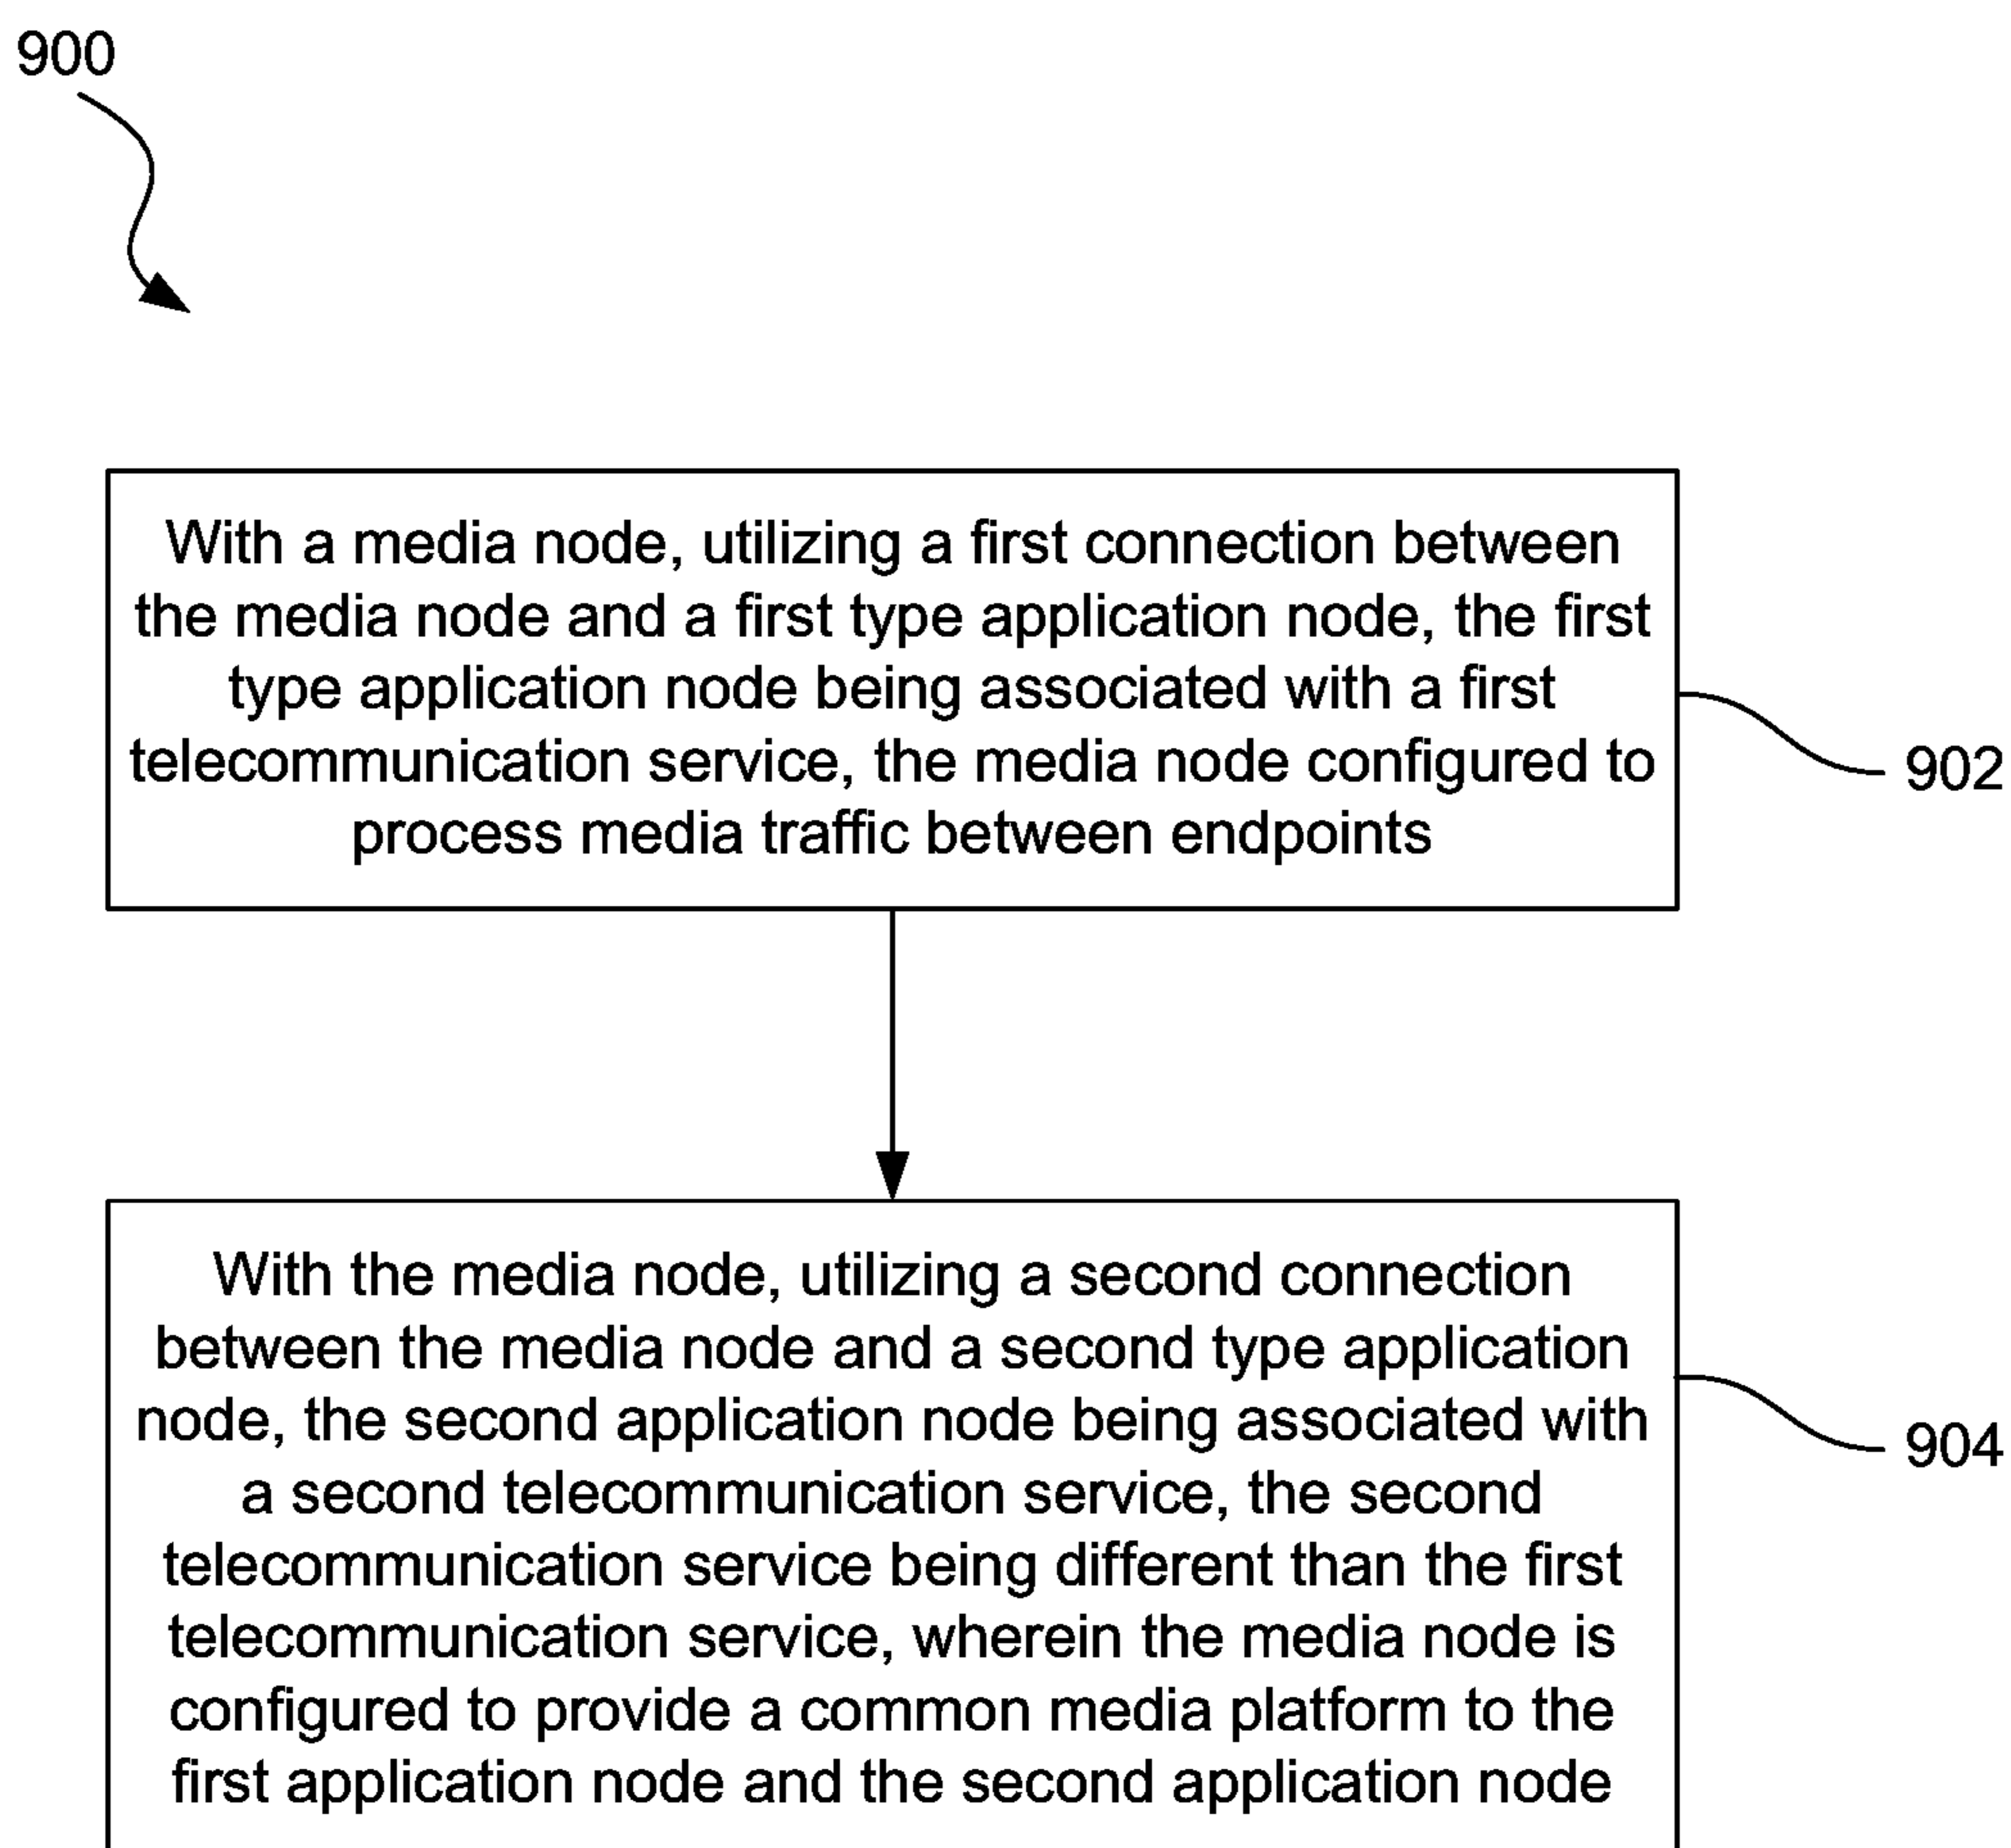 900
With a media node, utilizing a first connection between
the media node and a first type application node, the first
type application node being associated with a first
telecommunication service, the media node configured to
process media traffic between endpoints
902
With the media node, utilizing a second connection
between the media node and a second type application
node, the second application node being associated with
a second telecommunication service, the second
telecommunication service being different than the first
telecommunication service, wherein the media node is
configured to provide a common media platform to the
first application node and the second application node
904